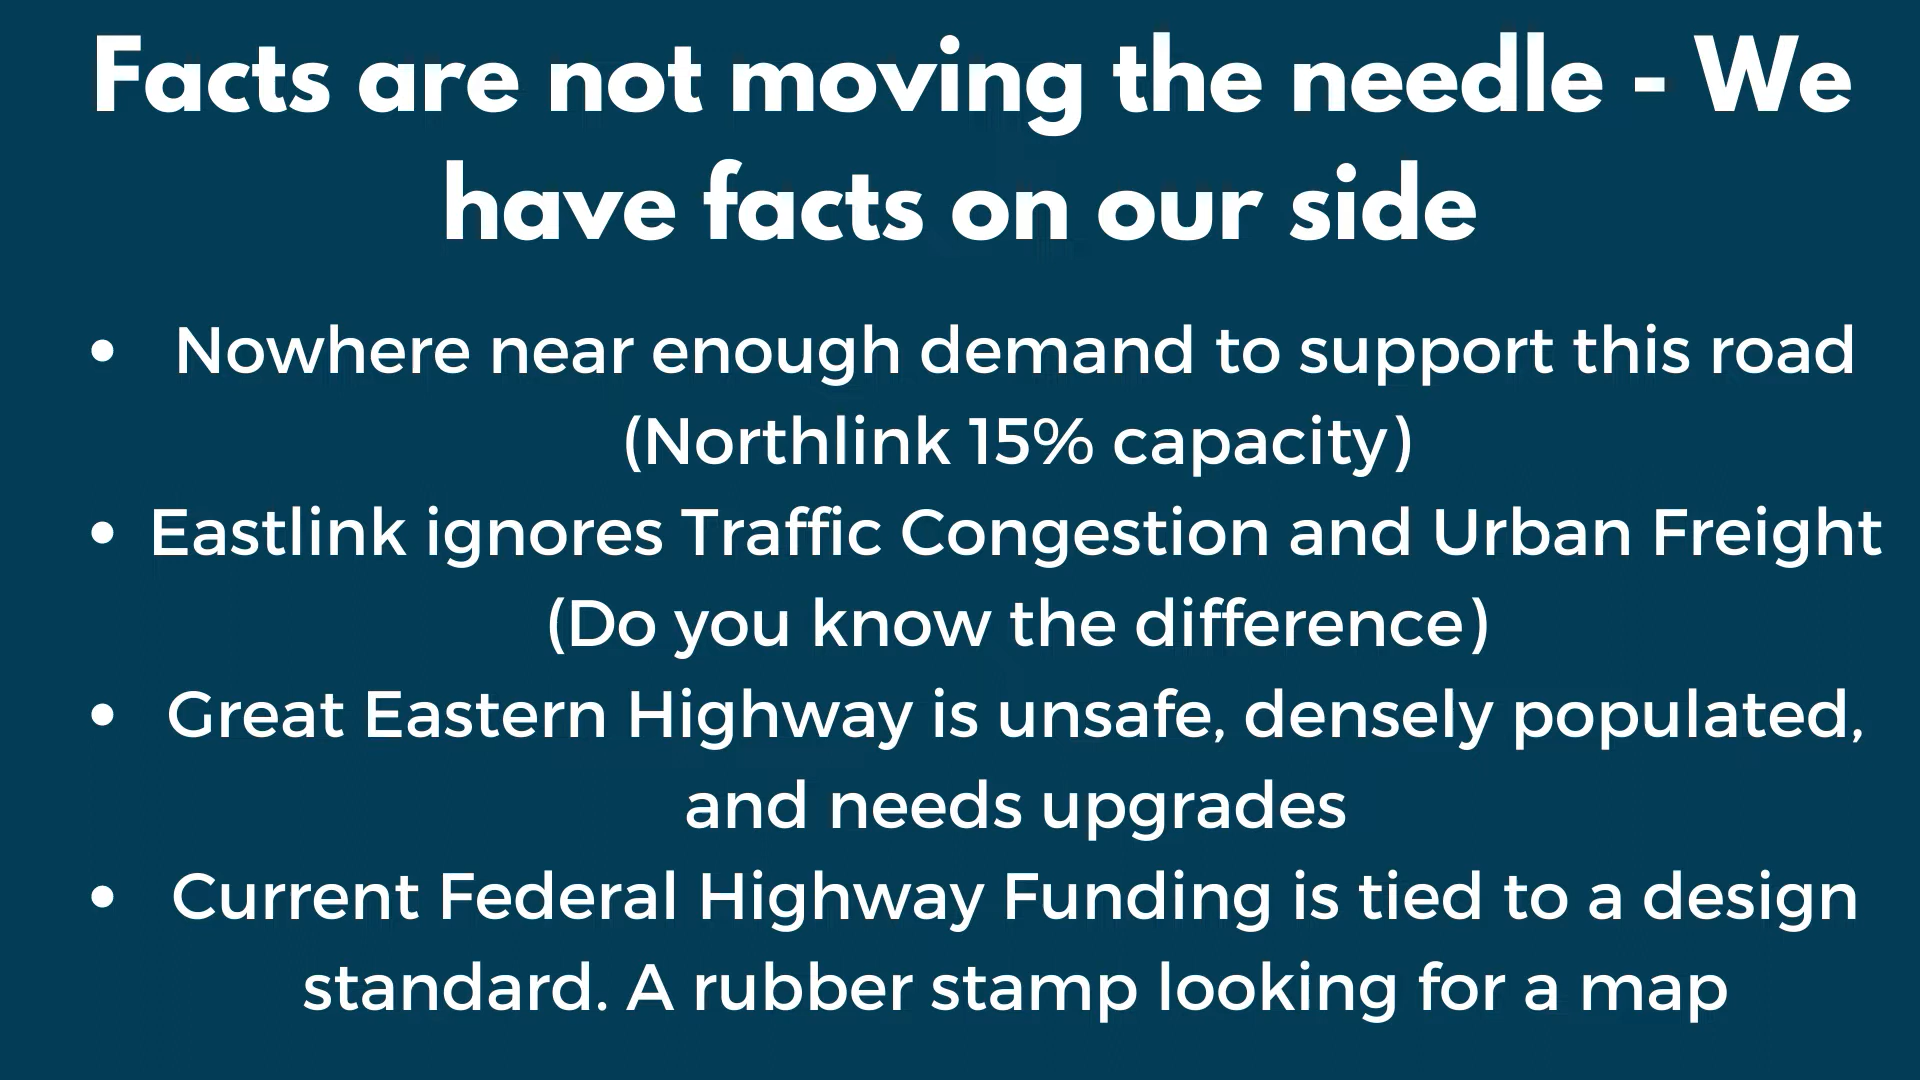 Facts are not moving the needle - We
have facts on our side
• Nowhere near enough demand to support this road
(Northlink 15% capacity)
• Eastlink ignores Traffic Congestion and Urban Freight
(Do you know the difference)
• Great Eastern Highway is unsafe, densely populated,
and needs upgrades
• Current Federal Highway Funding is tied to a design
standard. A rubber stamp looking for a map